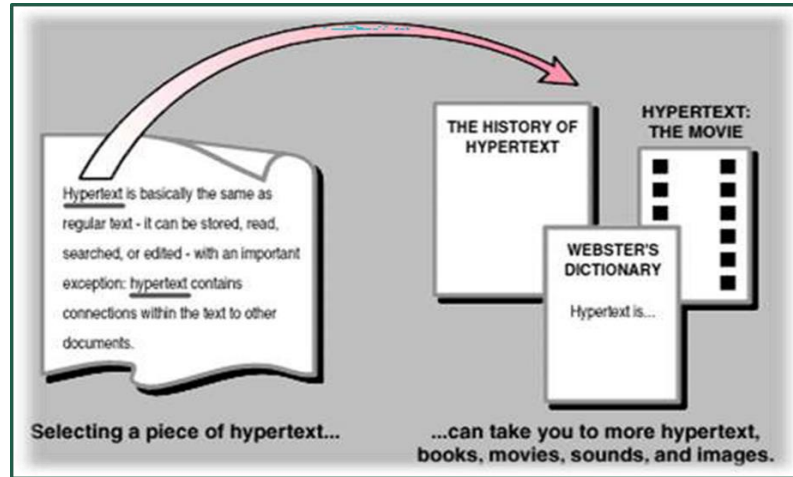 Hypertext is basically the same as
regular text - it can be stored, read,
searched, or edited - with an important
exception: hypertext contains
connections within the text to other
documents.
Selecting a piece of hypertext...
THE HISTORY OF
HYPERTEXT
HYPERTEXT:
THE MOVIE
WEBSTER'S
DICTIONARY
Hypertext is...
...can take you to more hypertext,
books, movies, sounds, and images.